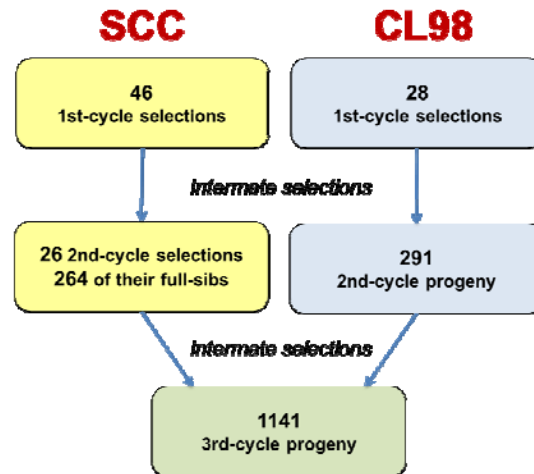 SCC
CL98
46
1st-cycle selections
28
1st-cycle selections
Intermate selections
26 2nd-cycle selections
264 of their full-sibs
291
2nd-cycle progeny
Intermate selections
1141
3rd-cycle progeny